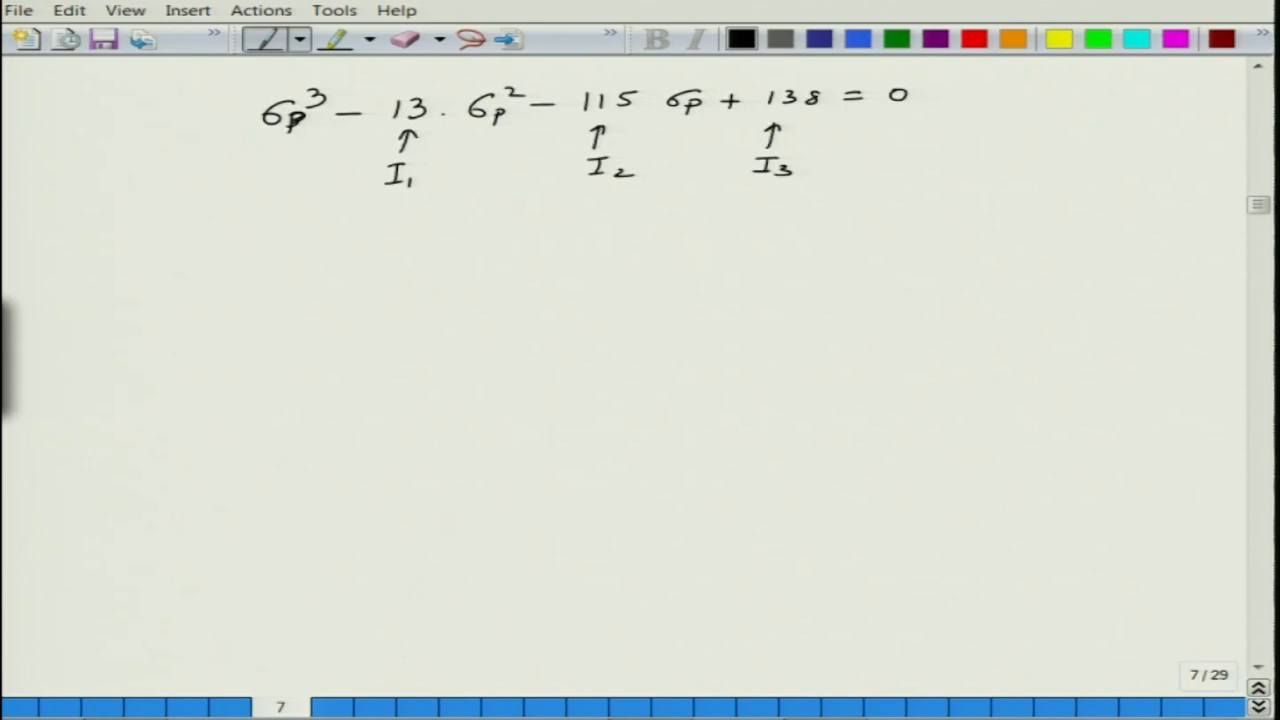 File Edit View Insert Actions Tools Help
B I
σp³ − 13 . σp² − 115 σp + 138 = 0
↑ ↑ ↑
I₁ I₂ I₃
7 / 29
7